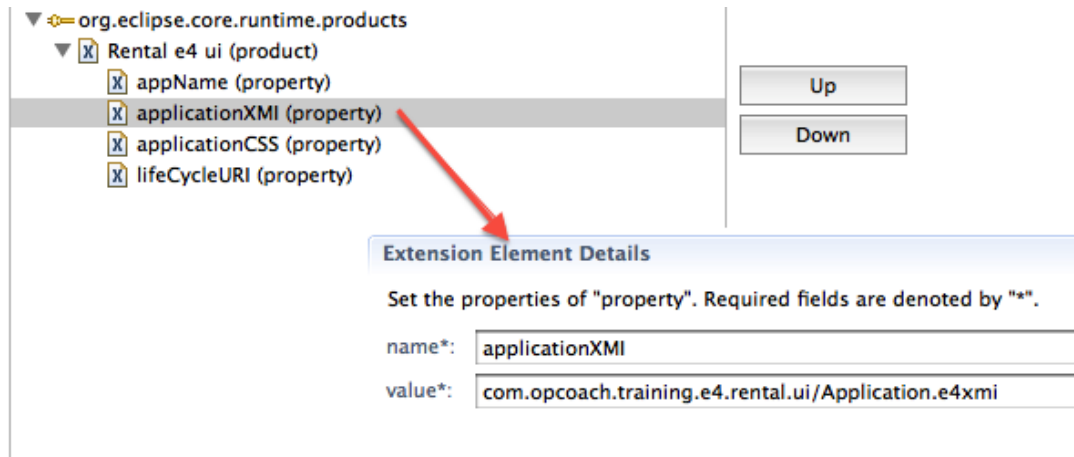 org.eclipse.core.runtime.products
Rental e4 ui (product)
appName (property)
applicationXMI (property)
applicationCSS (property)
lifeCycleURI (property)
Up
Down
Extension Element Details
Set the properties of "property". Required fields are denoted by "*".
name*: applicationXMI
value*: com.opcoach.training.e4.rental.ui/Application.e4xmi